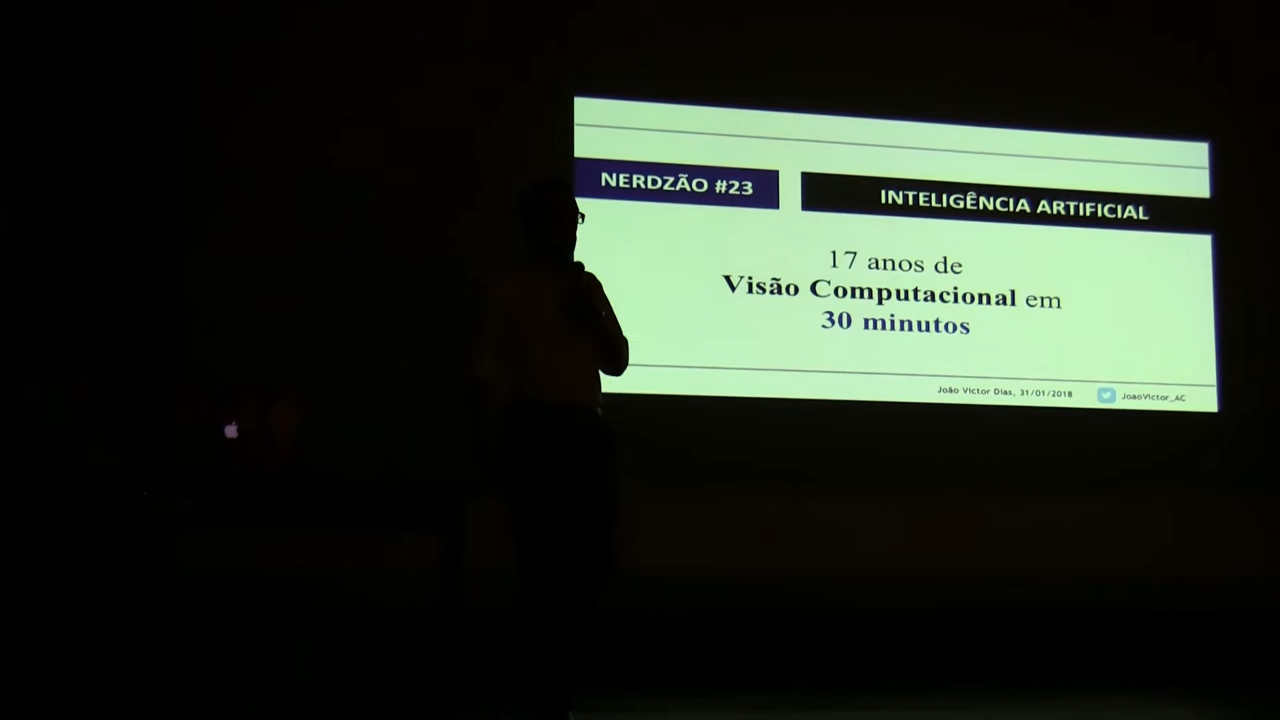 NERDZÃO #23
INTELIGÊNCIA ARTIFICIAL
17 anos de
Visão Computacional em
30 minutos
João Victor Dias, 31/01/2018
JoaoVictor_AC